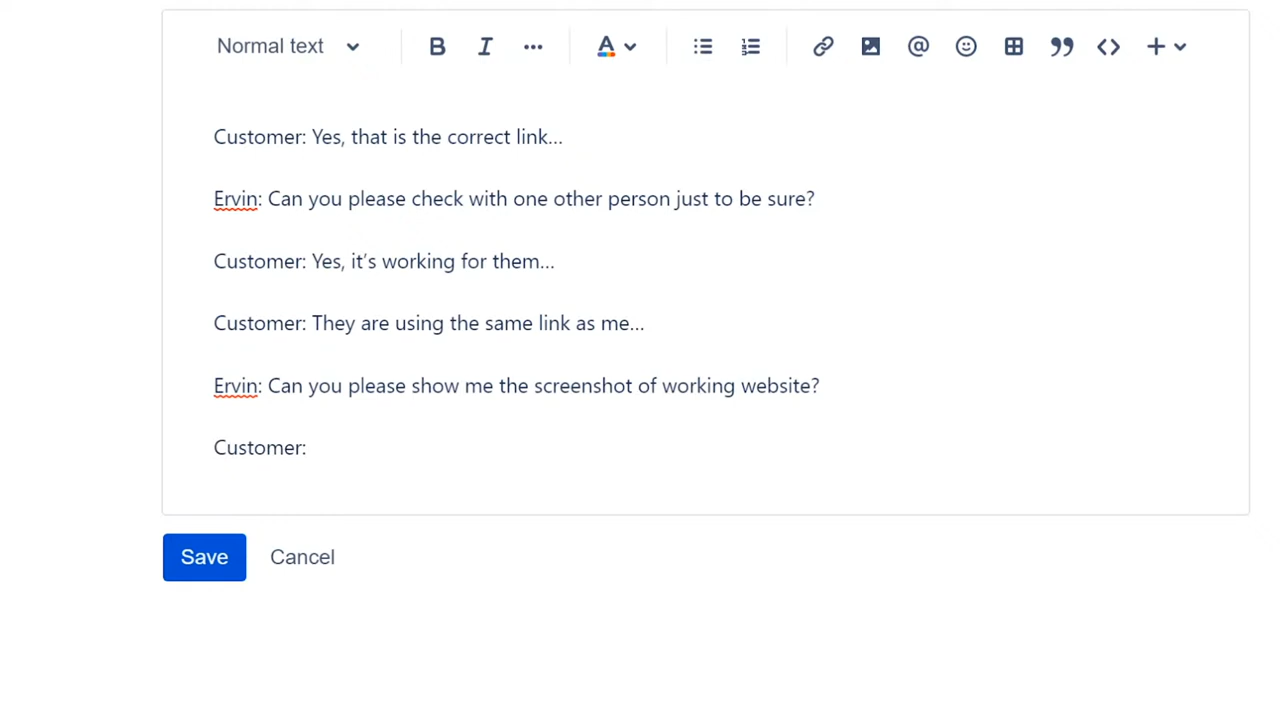 Normal text
Customer: Yes, that is the correct link...
Ervin: Can you please check with one other person just to be sure?
Customer: Yes, it’s working for them...
Customer: They are using the same link as me...
Ervin: Can you please show me the screenshot of working website?
Customer:
Save Cancel